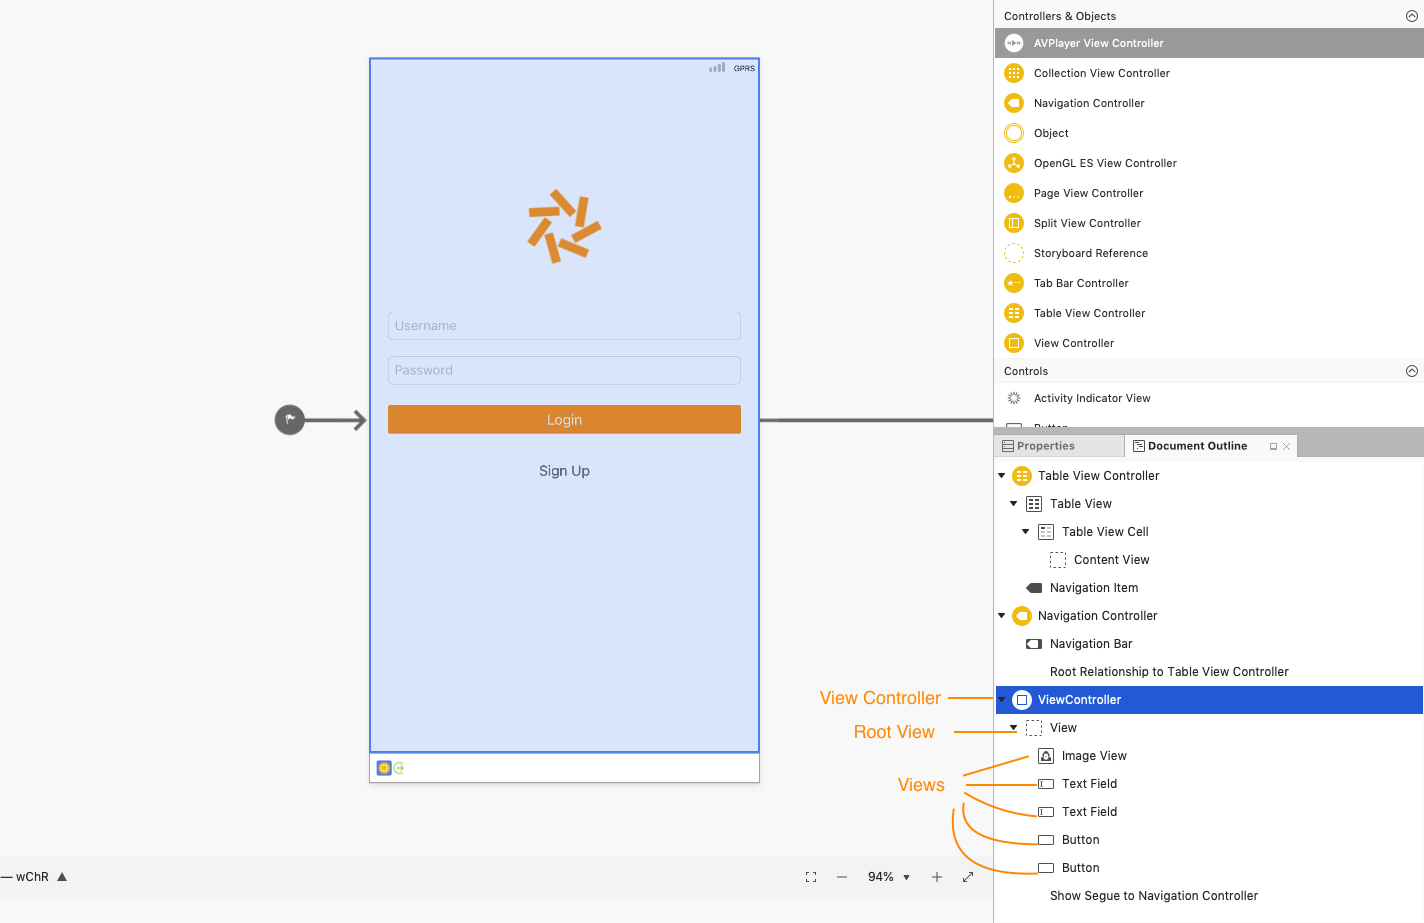 GPRS
Username
Password
Login
Sign Up
wChR
94%
Controllers & Objects
AVPlayer View Controller
Collection View Controller
Navigation Controller
Object
OpenGL ES View Controller
Page View Controller
Split View Controller
Storyboard Reference
Tab Bar Controller
Table View Controller
View Controller
Controls
Activity Indicator View
Button
Properties
Document Outline
Table View Controller
Table View
Table View Cell
Content View
Navigation Item
Navigation Controller
Navigation Bar
Root Relationship to Table View Controller
View Controller
ViewController
Root View
View
Image View
Views
Text Field
Text Field
Button
Button
Show Segue to Navigation Controller